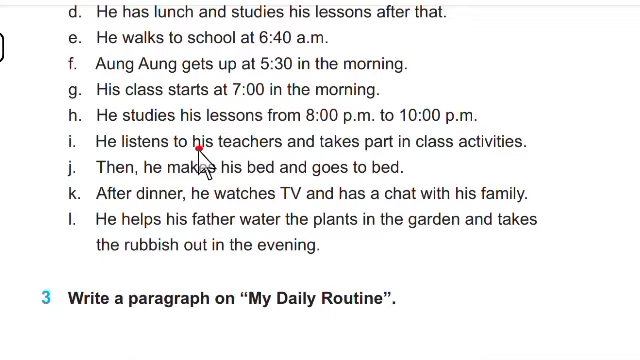 d. He has lunch and studies his lessons after that.
e. He walks to school at 6:40 a.m.
f. Aung Aung gets up at 5:30 in the morning.
g. His class starts at 7:00 in the morning.
h. He studies his lessons from 8:00 p.m. to 10:00 p.m.
i. He listens to his teachers and takes part in class activities.
j. Then, he makes his bed and goes to bed.
k. After dinner, he watches TV and has a chat with his family.
l. He helps his father water the plants in the garden and takes
the rubbish out in the evening.
3 Write a paragraph on “My Daily Routine”.